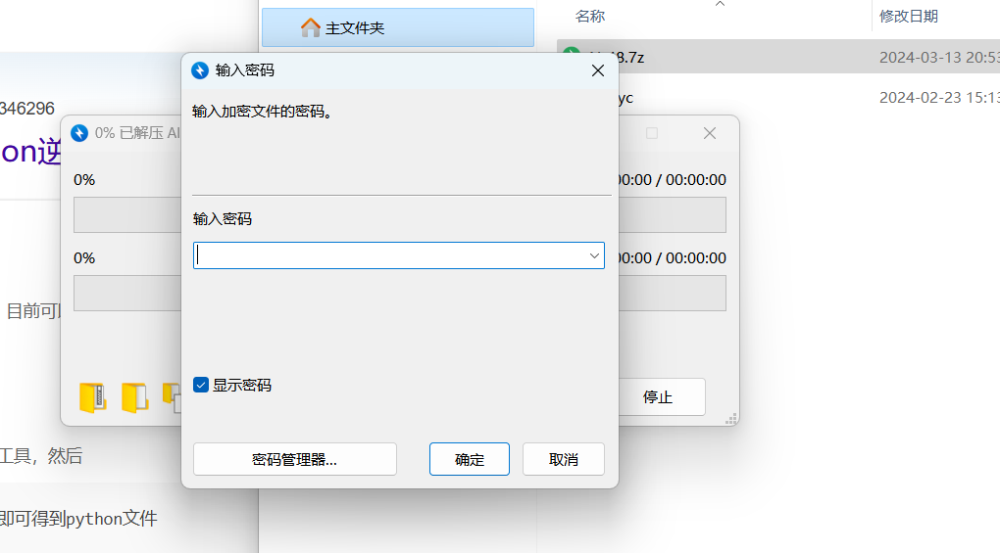 主文件夹
名称
修改日期
8.7z
2024-03-13 20:53
yc
2024-02-23 15:13
346296
on逆
目前可
工具，然后
即可得到python文件
0% 已解压 AI
0%
00:00 / 00:00:00
0%
00:00 / 00:00:00
停止
输入密码
输入加密文件的密码。
输入密码
显示密码
密码管理器...
确定
取消